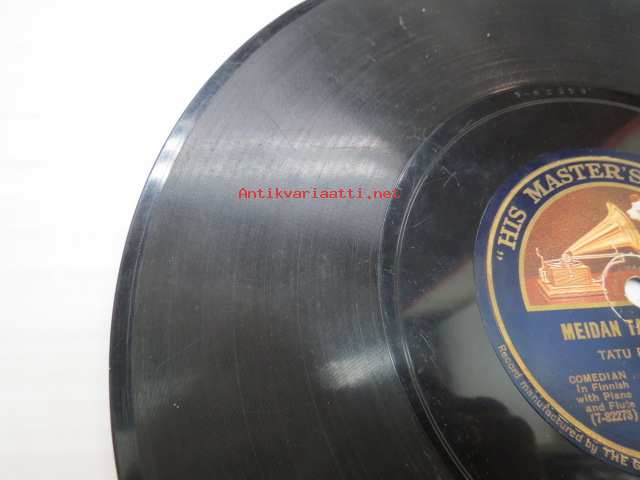 Antikvariaatti.net
"HIS MASTER'S
MEIDAN TA
TATU
COMEDIAN
In Finnish
with Piano
and Flute
(7-82273)
Record manufactured by THE